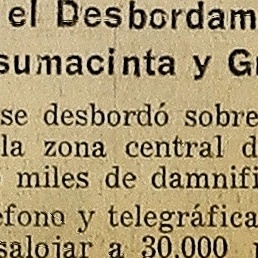 el Desbordam
sumacinta y G
se desbordó sobre
la zona central d
miles de damnifi
éfono y telegráfica
salojar a 30.000